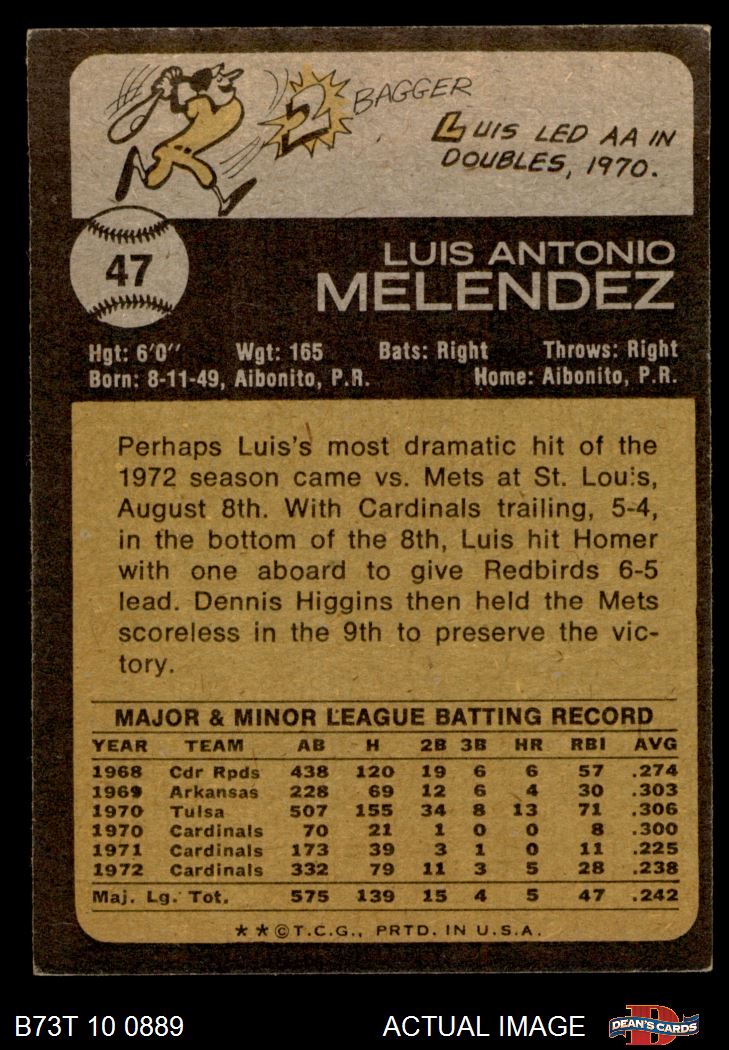 2 BAGGER
LUIS LED AA IN
DOUBLES, 1970.
47
LUIS ANTONIO
MELENDEZ
Hgt: 6'0" Wgt: 165 Bats: Right Throws: Right
Born: 8-11-49, Aibonito, P.R. Home: Aibonito, P.R.
Perhaps Luis's most dramatic hit of the
1972 season came vs. Mets at St. Louis,
August 8th. With Cardinals trailing, 5-4,
in the bottom of the 8th, Luis hit Homer
with one aboard to give Redbirds 6-5
lead. Dennis Higgins then held the Mets
scoreless in the 9th to preserve the vic-
tory.
MAJOR & MINOR LEAGUE BATTING RECORD
YEAR TEAM AB H 2B 3B HR RBI AVG
1968 Cdr Rpds 438 120 19 6 6 57 .274
1969 Arkansas 228 69 12 6 4 30 .303
1970 Tulsa 507 155 34 8 13 71 .306
1970 Cardinals 70 21 1 0 0 8 .300
1971 Cardinals 173 39 3 1 0 11 .225
1972 Cardinals 332 79 11 3 5 28 .238
Maj. Lg. Tot. 575 139 15 4 5 47 .242
★ ★ © T.C.G., PRTD. IN U.S.A.
B73T 10 0889 ACTUAL IMAGE D DEAN'S CARDS